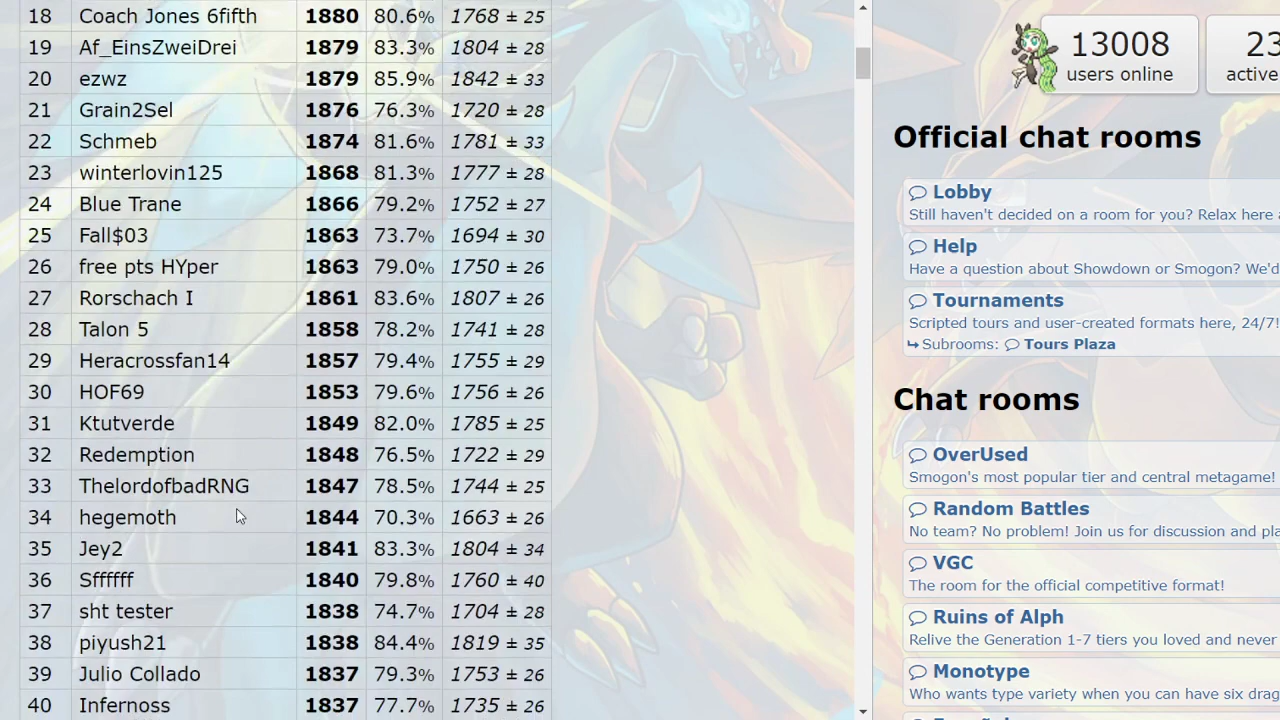 18 Coach Jones 6fifth 1880 80.6% 1768 ± 25
19 Af_EinsZweiDrei 1879 83.3% 1804 ± 28
20 ezwz 1879 85.9% 1842 ± 33
21 Grain2Sel 1876 76.3% 1720 ± 28
22 Schmeb 1874 81.6% 1781 ± 33
23 winterlovin125 1868 81.3% 1777 ± 28
24 Blue Trane 1866 79.2% 1752 ± 27
25 Fall$03 1863 73.7% 1694 ± 30
26 free pts HYper 1863 79.0% 1750 ± 26
27 Rorschach I 1861 83.6% 1807 ± 26
28 Talon 5 1858 78.2% 1741 ± 28
29 Heracrossfan14 1857 79.4% 1755 ± 29
30 HOF69 1853 79.6% 1756 ± 26
31 Ktutverde 1849 82.0% 1785 ± 25
32 Redemption 1848 76.5% 1722 ± 29
33 ThelordofbadRNG 1847 78.5% 1744 ± 25
34 hegemoth 1844 70.3% 1663 ± 26
35 Jey2 1841 83.3% 1804 ± 34
36 Sffffff 1840 79.8% 1760 ± 40
37 sht tester 1838 74.7% 1704 ± 28
38 piyush21 1838 84.4% 1819 ± 35
39 Julio Collado 1837 79.3% 1753 ± 26
40 Infernoss 1837 77.7% 1735 ± 26
13008 23
users online active
Official chat rooms
Lobby
Still haven't decided on a room for you? Relax here
Help
Have a question about Showdown or Smogon? We'd
Tournaments
Scripted tours and user-created formats here, 24/7!
↳ Subrooms: Tours Plaza
Chat rooms
OverUsed
Smogon's most popular tier and central metagame!
Random Battles
No team? No problem! Join us for discussion and pla
VGC
The room for the official competitive format!
Ruins of Alph
Relive the Generation 1-7 tiers you loved and never
Monotype
Who wants type variety when you can have six drag